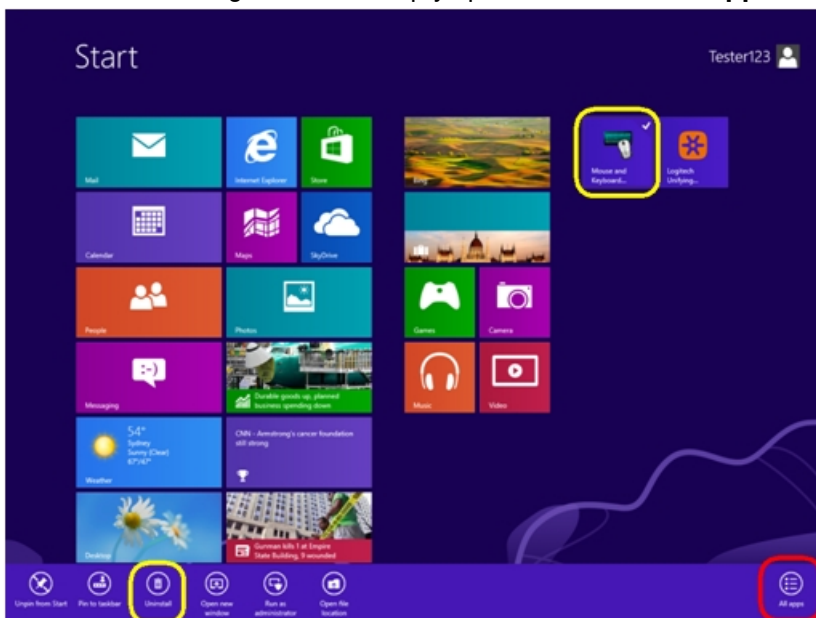 Start
Tester123
Mail
Internet Explorer
Store
Bing
Mouse and
Keyboard...
Logitech
Unifying...
Calendar
Maps
SkyDrive
People
Photos
Games
Camera
Messaging
Durable goods up, planned
business spending down
Music
Video
54°
Sydney
Sunny (Clear)
67°/47°
Weather
CNN - Armstrong's cancer foundation
still strong
Desktop
Gunman kills 1 at Empire
State Building, 9 wounded
Unpin from Start
Pin to taskbar
Uninstall
Open new
window
Run as
administrator
Open file
location
All apps